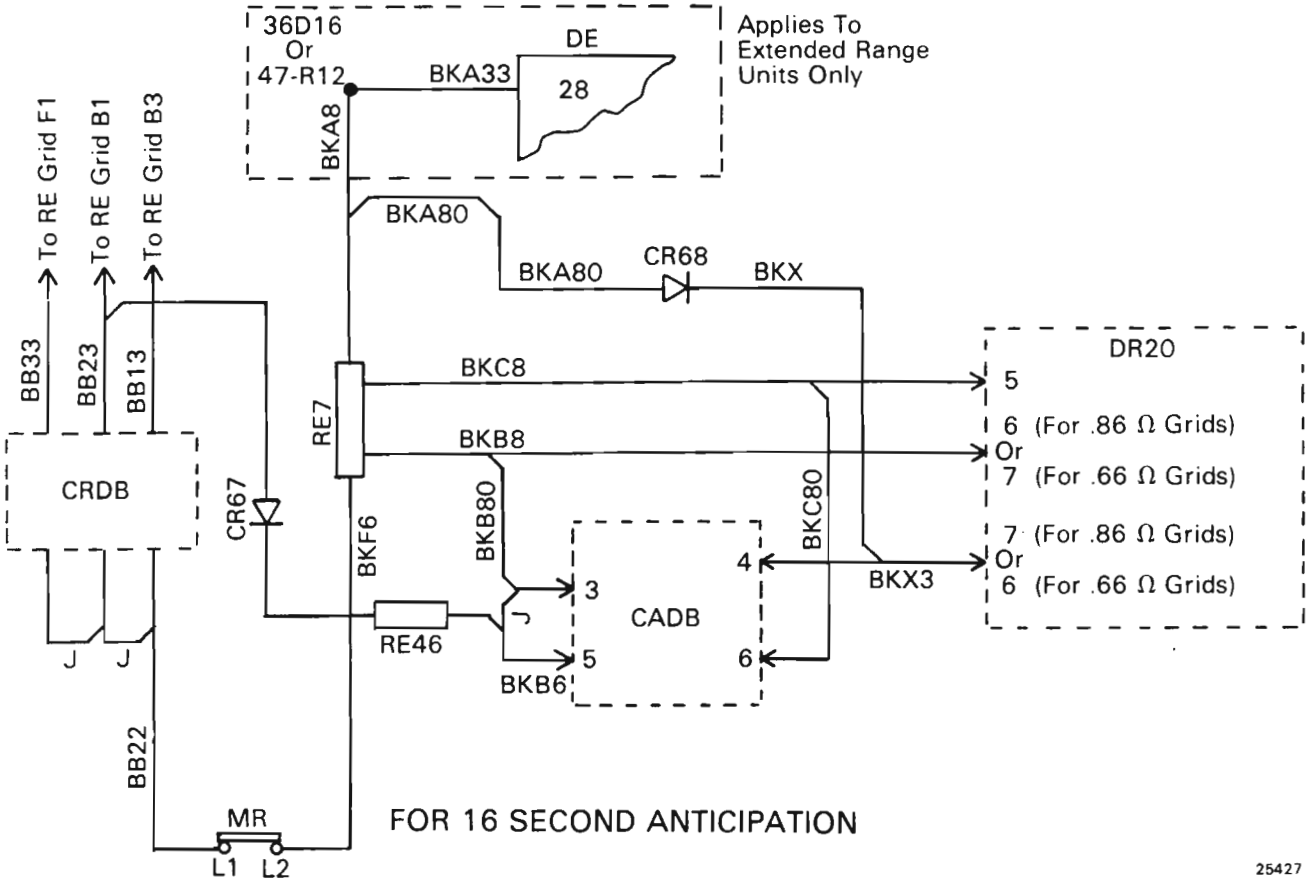 36D16
Or
47-R12
DE
28
BKA33
BKA8
Applies To
Extended Range
Units Only
To RE Grid F1
To RE Grid B1
To RE Grid B3
BKA80
BKA80
CR68
BKX
BB33
BB23
BB13
CRDB
CR67
RE7
BKC8
BKB8
BKB80
BKC80
BKF6
DR20
5
6 (For .86 Ω Grids)
Or
7 (For .66 Ω Grids)
7 (For .86 Ω Grids)
Or
6 (For .66 Ω Grids)
BKX3
3
4
CADB
5
6
J
BKB6
RE46
J
J
BB22
MR
L1
L2
FOR 16 SECOND ANTICIPATION
25427